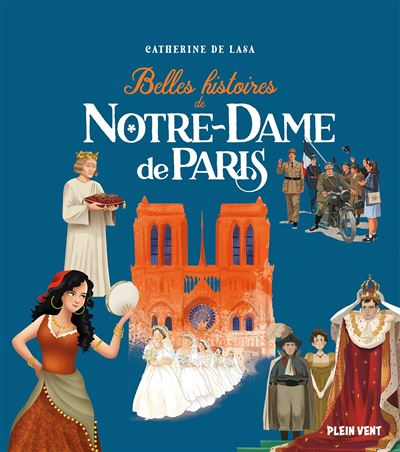 CATHERINE DE LASA
Belles histoires
de
NOTRE-DAME
de PARIS
PLEIN VENT